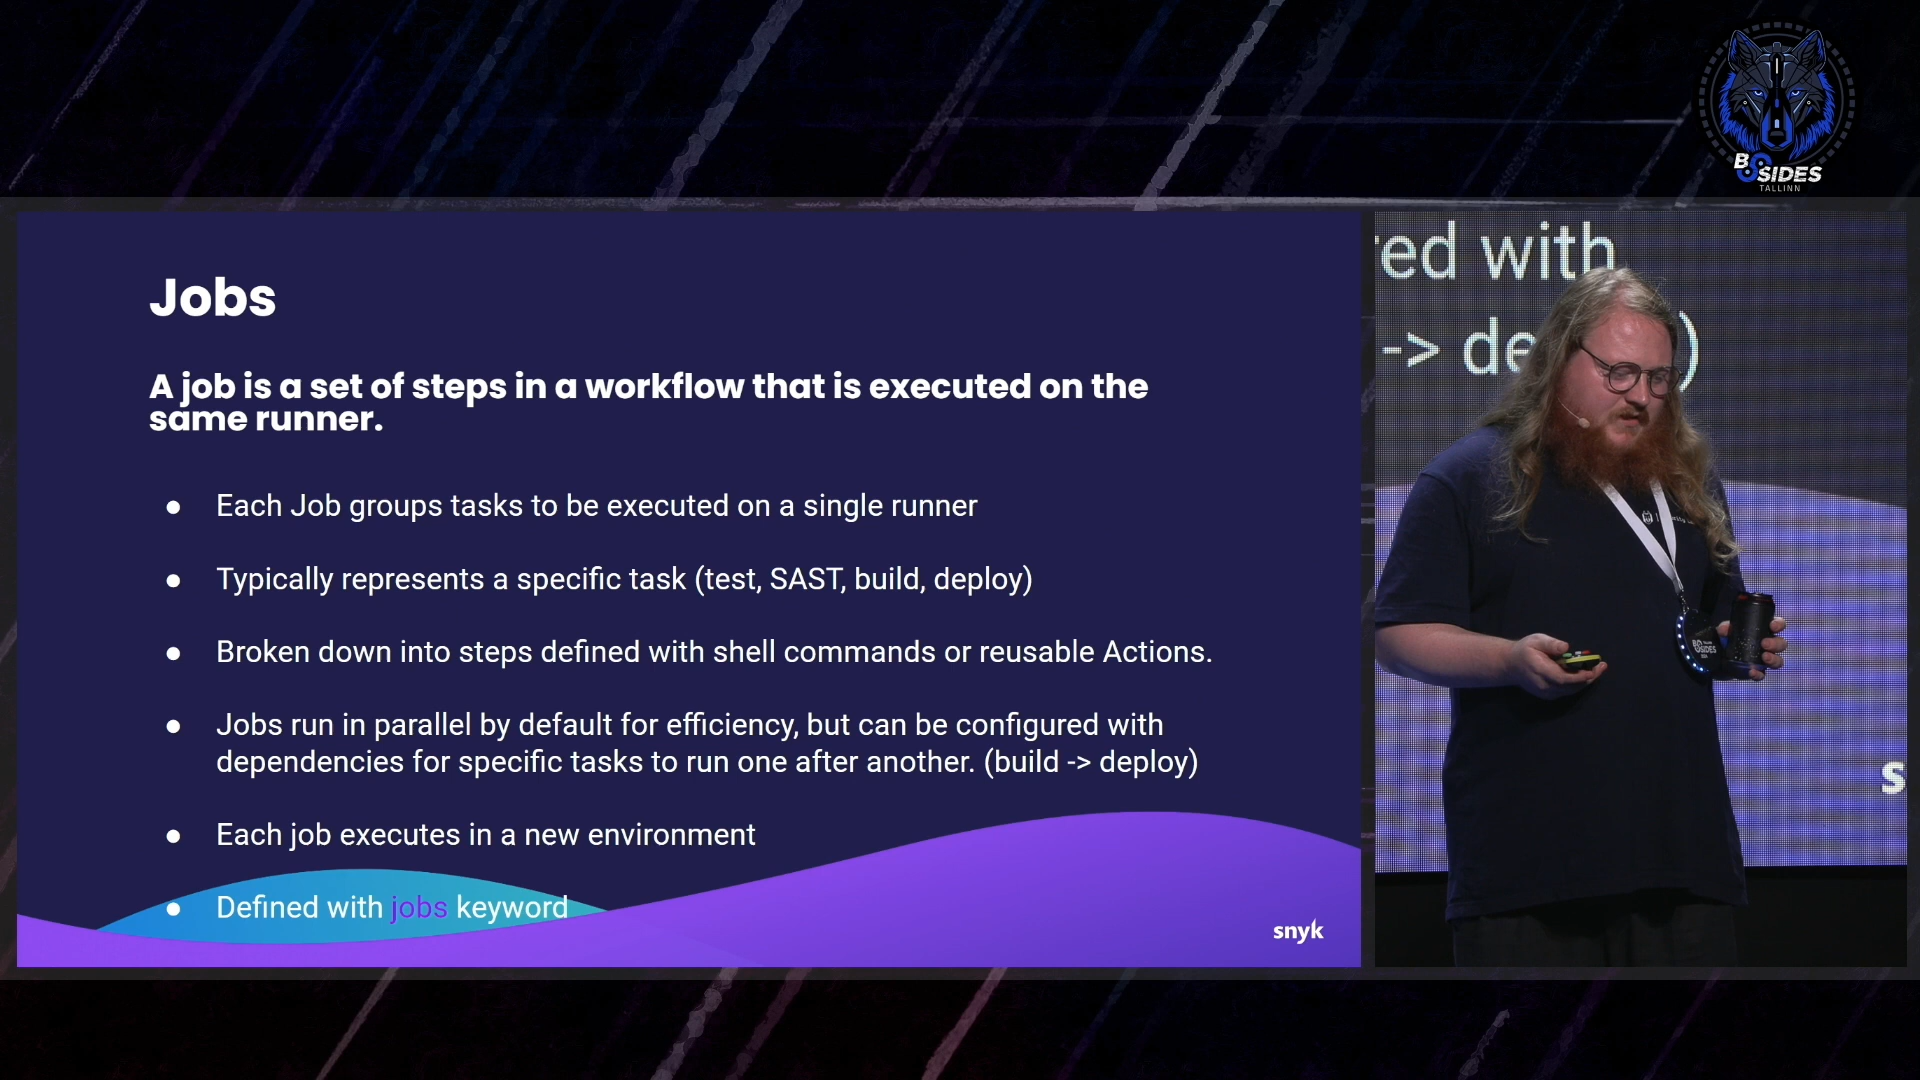 BSIDES
TALLINN
Jobs
A job is a set of steps in a workflow that is executed on the
same runner.
● Each Job groups tasks to be executed on a single runner
● Typically represents a specific task (test, SAST, build, deploy)
● Broken down into steps defined with shell commands or reusable Actions.
● Jobs run in parallel by default for efficiency, but can be configured with
dependencies for specific tasks to run one after another. (build -> deploy)
● Each job executes in a new environment
● Defined with jobs keyword
snyk
red with
-> de )
BSIDES
s